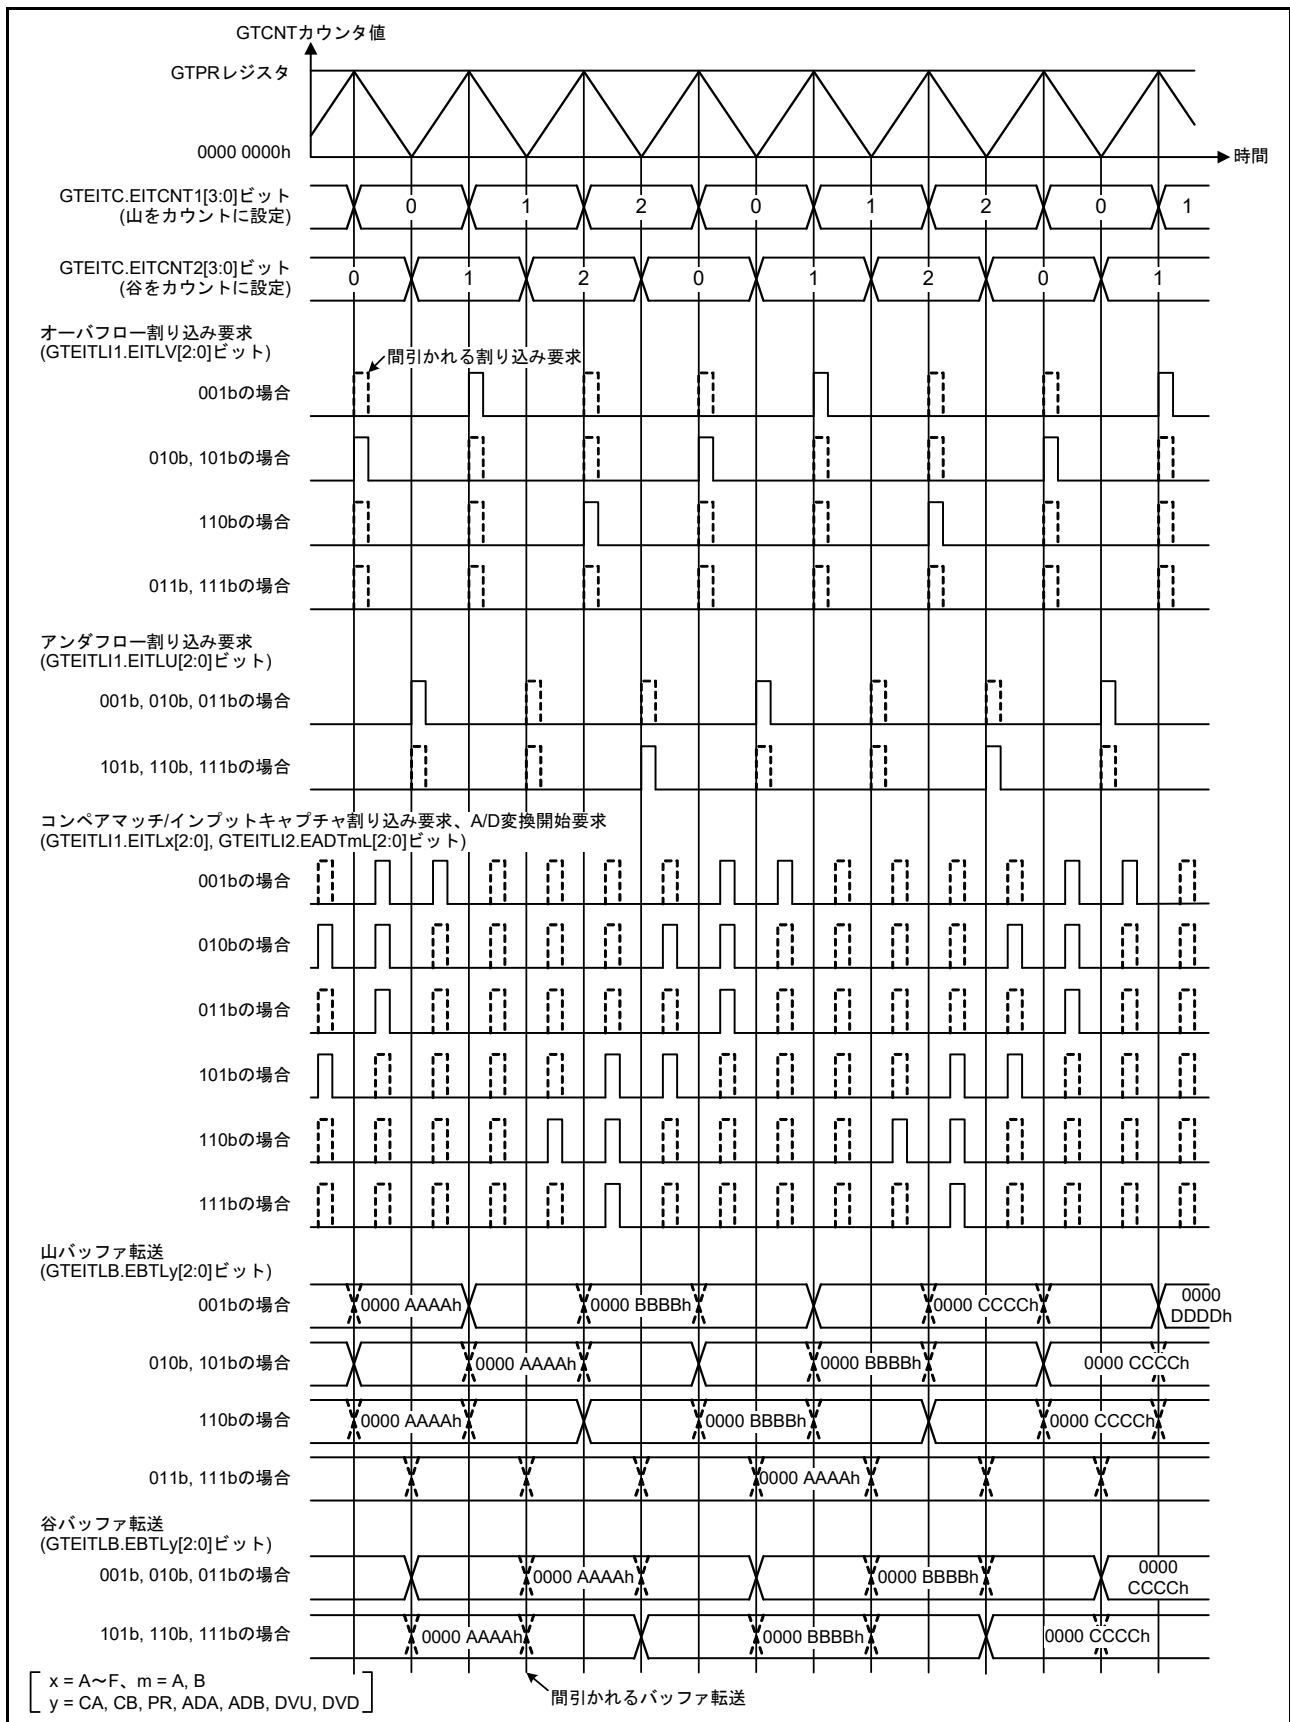 GTCNTカウンタ値
GTPRレジスタ
0000 0000h
時間
GTEITC.EITCNT1[3:0]ビット
(山をカウントに設定)
0 1 2 0 1 2 0 1
GTEITC.EITCNT2[3:0]ビット
(谷をカウントに設定)
0 1 2 0 1 2 0 1
オーバフロー割り込み要求
(GTEITLI1.EITLV[2:0]ビット)
間引かれる割り込み要求
001bの場合
010b, 101bの場合
110bの場合
011b, 111bの場合
アンダフロー割り込み要求
(GTEITLI1.EITLU[2:0]ビット)
001b, 010b, 011bの場合
101b, 110b, 111bの場合
コンペアマッチ/インプットキャプチャ割り込み要求、A/D変換開始要求
(GTEITLI1.EITLx[2:0], GTEITLI2.EADTmL[2:0]ビット)
001bの場合
010bの場合
011bの場合
101bの場合
110bの場合
111bの場合
山バッファ転送
(GTEITLB.EBTLy[2:0]ビット)
001bの場合
0000 AAAAh 0000 BBBBh 0000 CCCCh 0000
DDDDh
010b, 101bの場合
0000 AAAAh 0000 BBBBh 0000 CCCCh
110bの場合
0000 AAAAh 0000 BBBBh 0000 CCCCh
011b, 111bの場合
0000 AAAAh
谷バッファ転送
(GTEITLB.EBTLy[2:0]ビット)
001b, 010b, 011bの場合
0000 AAAAh 0000 BBBBh 0000
CCCCh
101b, 110b, 111bの場合
0000 AAAAh 0000 BBBBh 0000 CCCCh
x = A～F、m = A, B
y = CA, CB, PR, ADA, ADB, DVU, DVD
間引かれるバッファ転送